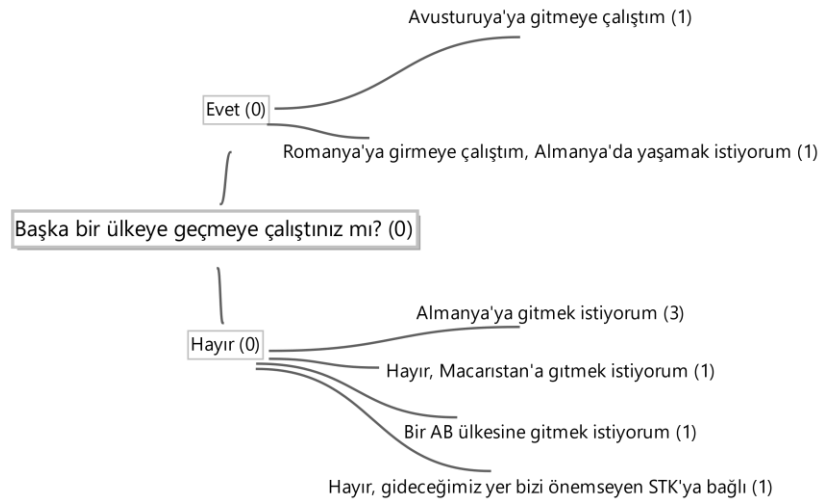 Avusturuya'ya gitmeye çalıştım (1)
Evet (0)
Romanya'ya girmeye çalıştım, Almanya'da yaşamak istiyorum (1)
Başka bir ülkeye geçmeye çalıştınız mı? (0)
Almanya'ya gitmek istiyorum (3)
Hayır (0)
Hayır, Macarıstan'a gıtmek istiyorum (1)
Bir AB ülkesine gitmek istiyorum (1)
Hayır, gideceğimiz yer bizi önemseyen STK'ya bağlı (1)